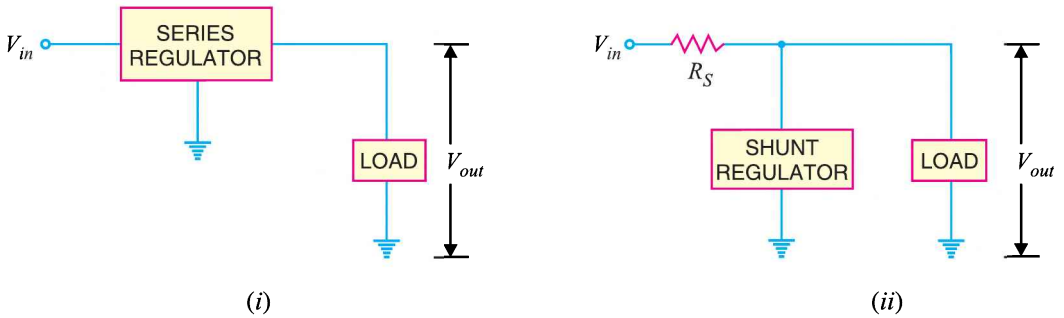 V_in
SERIES
REGULATOR
LOAD
V_out
(i)
V_in
R_S
SHUNT
REGULATOR
LOAD
V_out
(ii)